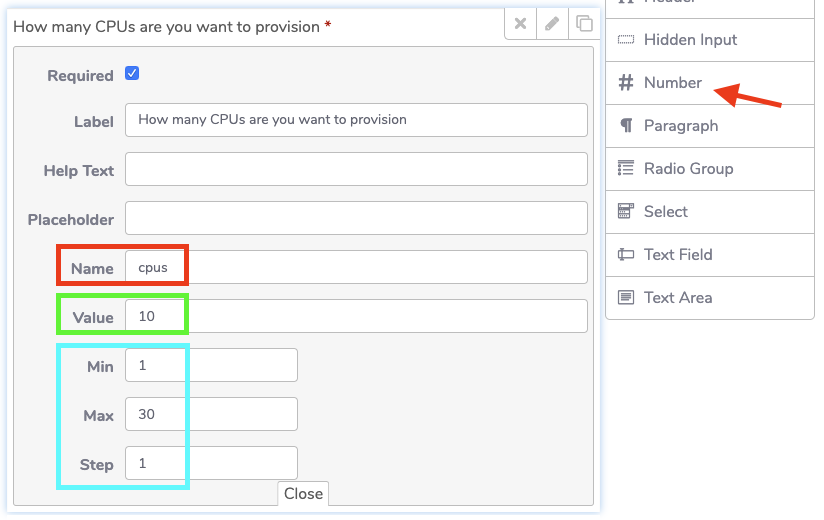 How many CPUs are you want to provision *
Required
Label How many CPUs are you want to provision
Help Text
Placeholder
Name cpus
Value 10
Min 1
Max 30
Step 1
Close
Header
Hidden Input
Number
Paragraph
Radio Group
Select
Text Field
Text Area